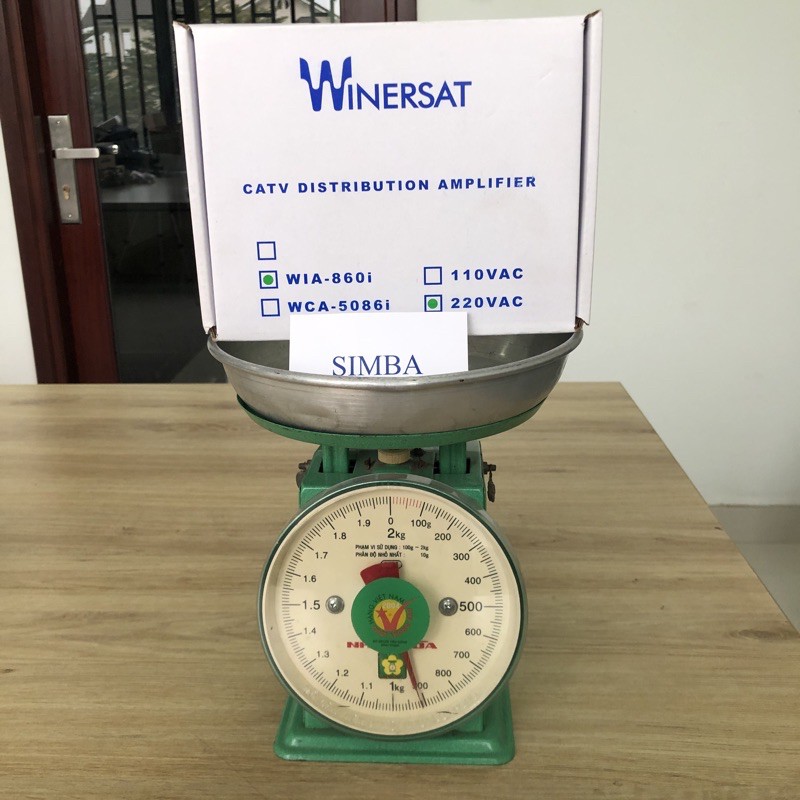 WINERSAT
CATV DISTRIBUTION AMPLIFIER
WIA-860i
110VAC
WCA-5086i
220VAC
SIMBA
0
2kg
100g
200
300
400
500
600
700
800
1kg
1.1
1.2
1.3
1.4
1.5
1.6
1.7
1.8
1.9
PHẠM VI SỬ DỤNG : 100g – 2kg
PHÂN ĐỘ NHỎ NHẤT : 10g